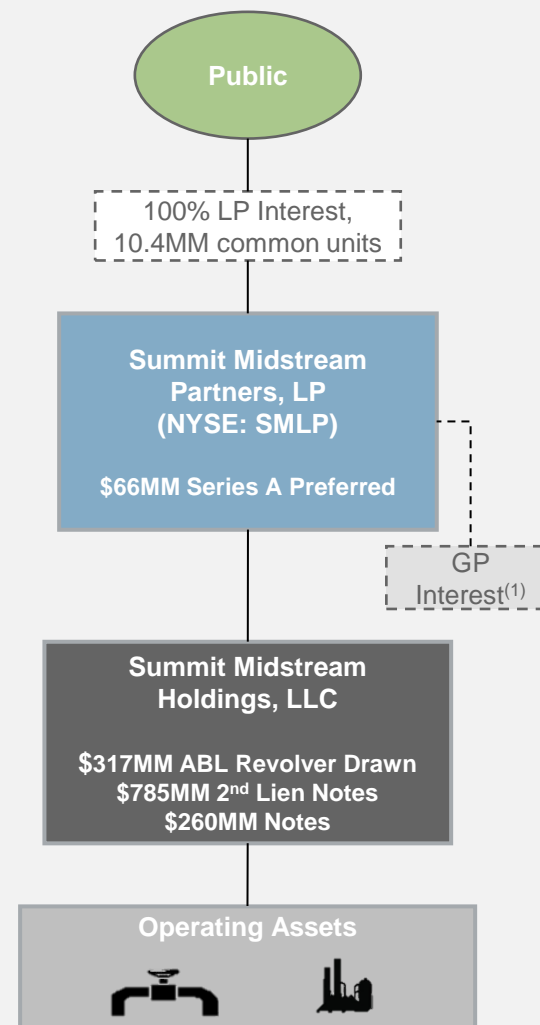 Public
100% LP Interest,
10.4MM common units
Summit Midstream
Partners, LP
(NYSE: SMLP)
$66MM Series A Preferred
GP
Interest(1)
Summit Midstream
Holdings, LLC
$317MM ABL Revolver Drawn
$785MM 2nd Lien Notes
$260MM Notes
Operating Assets